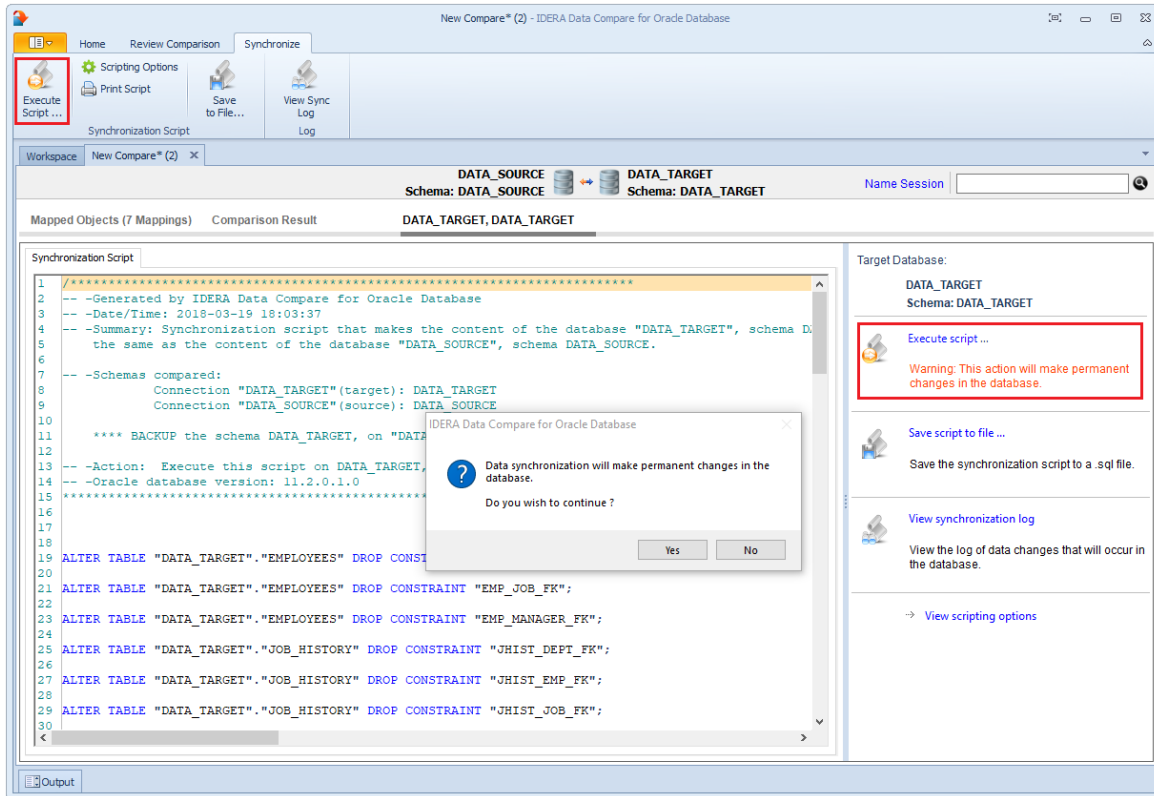 New Compare* (2) - IDERA Data Compare for Oracle Database
Home Review Comparison Synchronize
Execute Script ...
Scripting Options
Print Script
Save to File...
View Sync Log
Synchronization Script Log
Workspace New Compare* (2)
DATA_SOURCE DATA_TARGET
Schema: DATA_SOURCE Schema: DATA_TARGET
Name Session
Mapped Objects (7 Mappings) Comparison Result DATA_TARGET, DATA_TARGET
Synchronization Script
1 /**************************************************************************
2 -- -Generated by IDERA Data Compare for Oracle Database
3 -- -Date/Time: 2018-03-19 18:03:37
4 -- -Summary: Synchronization script that makes the content of the database "DATA_TARGET", schema
5 the same as the content of the database "DATA_SOURCE", schema DATA_SOURCE.
6
7 -- -Schemas compared:
8 Connection "DATA_TARGET"(target): DATA_TARGET
9 Connection "DATA_SOURCE"(source): DATA_SOURCE
10
11 **** BACKUP the schema DATA_TARGET, on "DATA
12
13 -- -Action: Execute this script on DATA_TARGET,
14 -- -Oracle database version: 11.2.0.1.0
15 ************************************************
16
17
18
19 ALTER TABLE "DATA_TARGET"."EMPLOYEES" DROP CONST
20
21 ALTER TABLE "DATA_TARGET"."EMPLOYEES" DROP CONSTRAINT "EMP_JOB_FK";
22
23 ALTER TABLE "DATA_TARGET"."EMPLOYEES" DROP CONSTRAINT "EMP_MANAGER_FK";
24
25 ALTER TABLE "DATA_TARGET"."JOB_HISTORY" DROP CONSTRAINT "JHIST_DEPT_FK";
26
27 ALTER TABLE "DATA_TARGET"."JOB_HISTORY" DROP CONSTRAINT "JHIST_EMP_FK";
28
29 ALTER TABLE "DATA_TARGET"."JOB_HISTORY" DROP CONSTRAINT "JHIST_JOB_FK";
30
IDERA Data Compare for Oracle Database
Data synchronization will make permanent changes in the
database.
Do you wish to continue ?
Yes No
Target Database:
DATA_TARGET
Schema: DATA_TARGET
Execute script ...
Warning: This action will make permanent
changes in the database.
Save script to file ...
Save the synchronization script to a .sql file.
View synchronization log
View the log of data changes that will occur in
the database.
View scripting options
Output